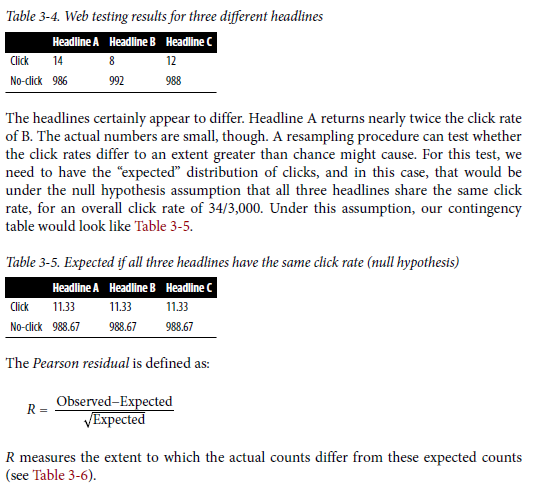 Table 3-4. Web testing results for three different headlines
Headline A Headline B Headline C
Click 14 8 12
No-click 986 992 988
The headlines certainly appear to differ. Headline A returns nearly twice the click rate
of B. The actual numbers are small, though. A resampling procedure can test whether
the click rates differ to an extent greater than chance might cause. For this test, we
need to have the “expected” distribution of clicks, and in this case, that would be
under the null hypothesis assumption that all three headlines share the same click
rate, for an overall click rate of 34/3,000. Under this assumption, our contingency
table would look like Table 3-5.
Table 3-5. Expected if all three headlines have the same click rate (null hypothesis)
Headline A Headline B Headline C
Click 11.33 11.33 11.33
No-click 988.67 988.67 988.67
The Pearson residual is defined as:
R = Observed–Expected
√Expected
R measures the extent to which the actual counts differ from these expected counts
(see Table 3-6).